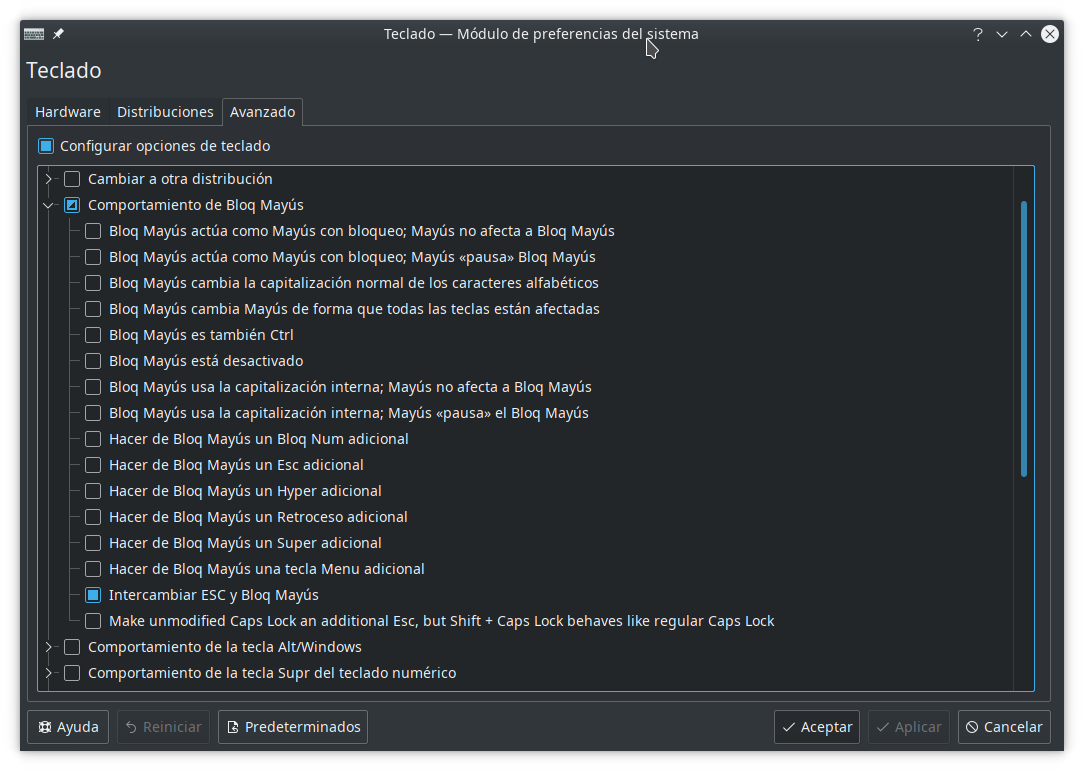 Teclado — Módulo de preferencias del sistema
Teclado
Hardware Distribuciones Avanzado
Configurar opciones de teclado
Cambiar a otra distribución
Comportamiento de Bloq Mayús
Bloq Mayús actúa como Mayús con bloqueo; Mayús no afecta a Bloq Mayús
Bloq Mayús actúa como Mayús con bloqueo; Mayús «pausa» Bloq Mayús
Bloq Mayús cambia la capitalización normal de los caracteres alfabéticos
Bloq Mayús cambia Mayús de forma que todas las teclas están afectadas
Bloq Mayús es también Ctrl
Bloq Mayús está desactivado
Bloq Mayús usa la capitalización interna; Mayús no afecta a Bloq Mayús
Bloq Mayús usa la capitalización interna; Mayús «pausa» el Bloq Mayús
Hacer de Bloq Mayús un Bloq Num adicional
Hacer de Bloq Mayús un Esc adicional
Hacer de Bloq Mayús un Hyper adicional
Hacer de Bloq Mayús un Retroceso adicional
Hacer de Bloq Mayús un Super adicional
Hacer de Bloq Mayús una tecla Menu adicional
Intercambiar ESC y Bloq Mayús
Make unmodified Caps Lock an additional Esc, but Shift + Caps Lock behaves like regular Caps Lock
Comportamiento de la tecla Alt/Windows
Comportamiento de la tecla Supr del teclado numérico
Ayuda Reiniciar Predeterminados Aceptar Aplicar Cancelar